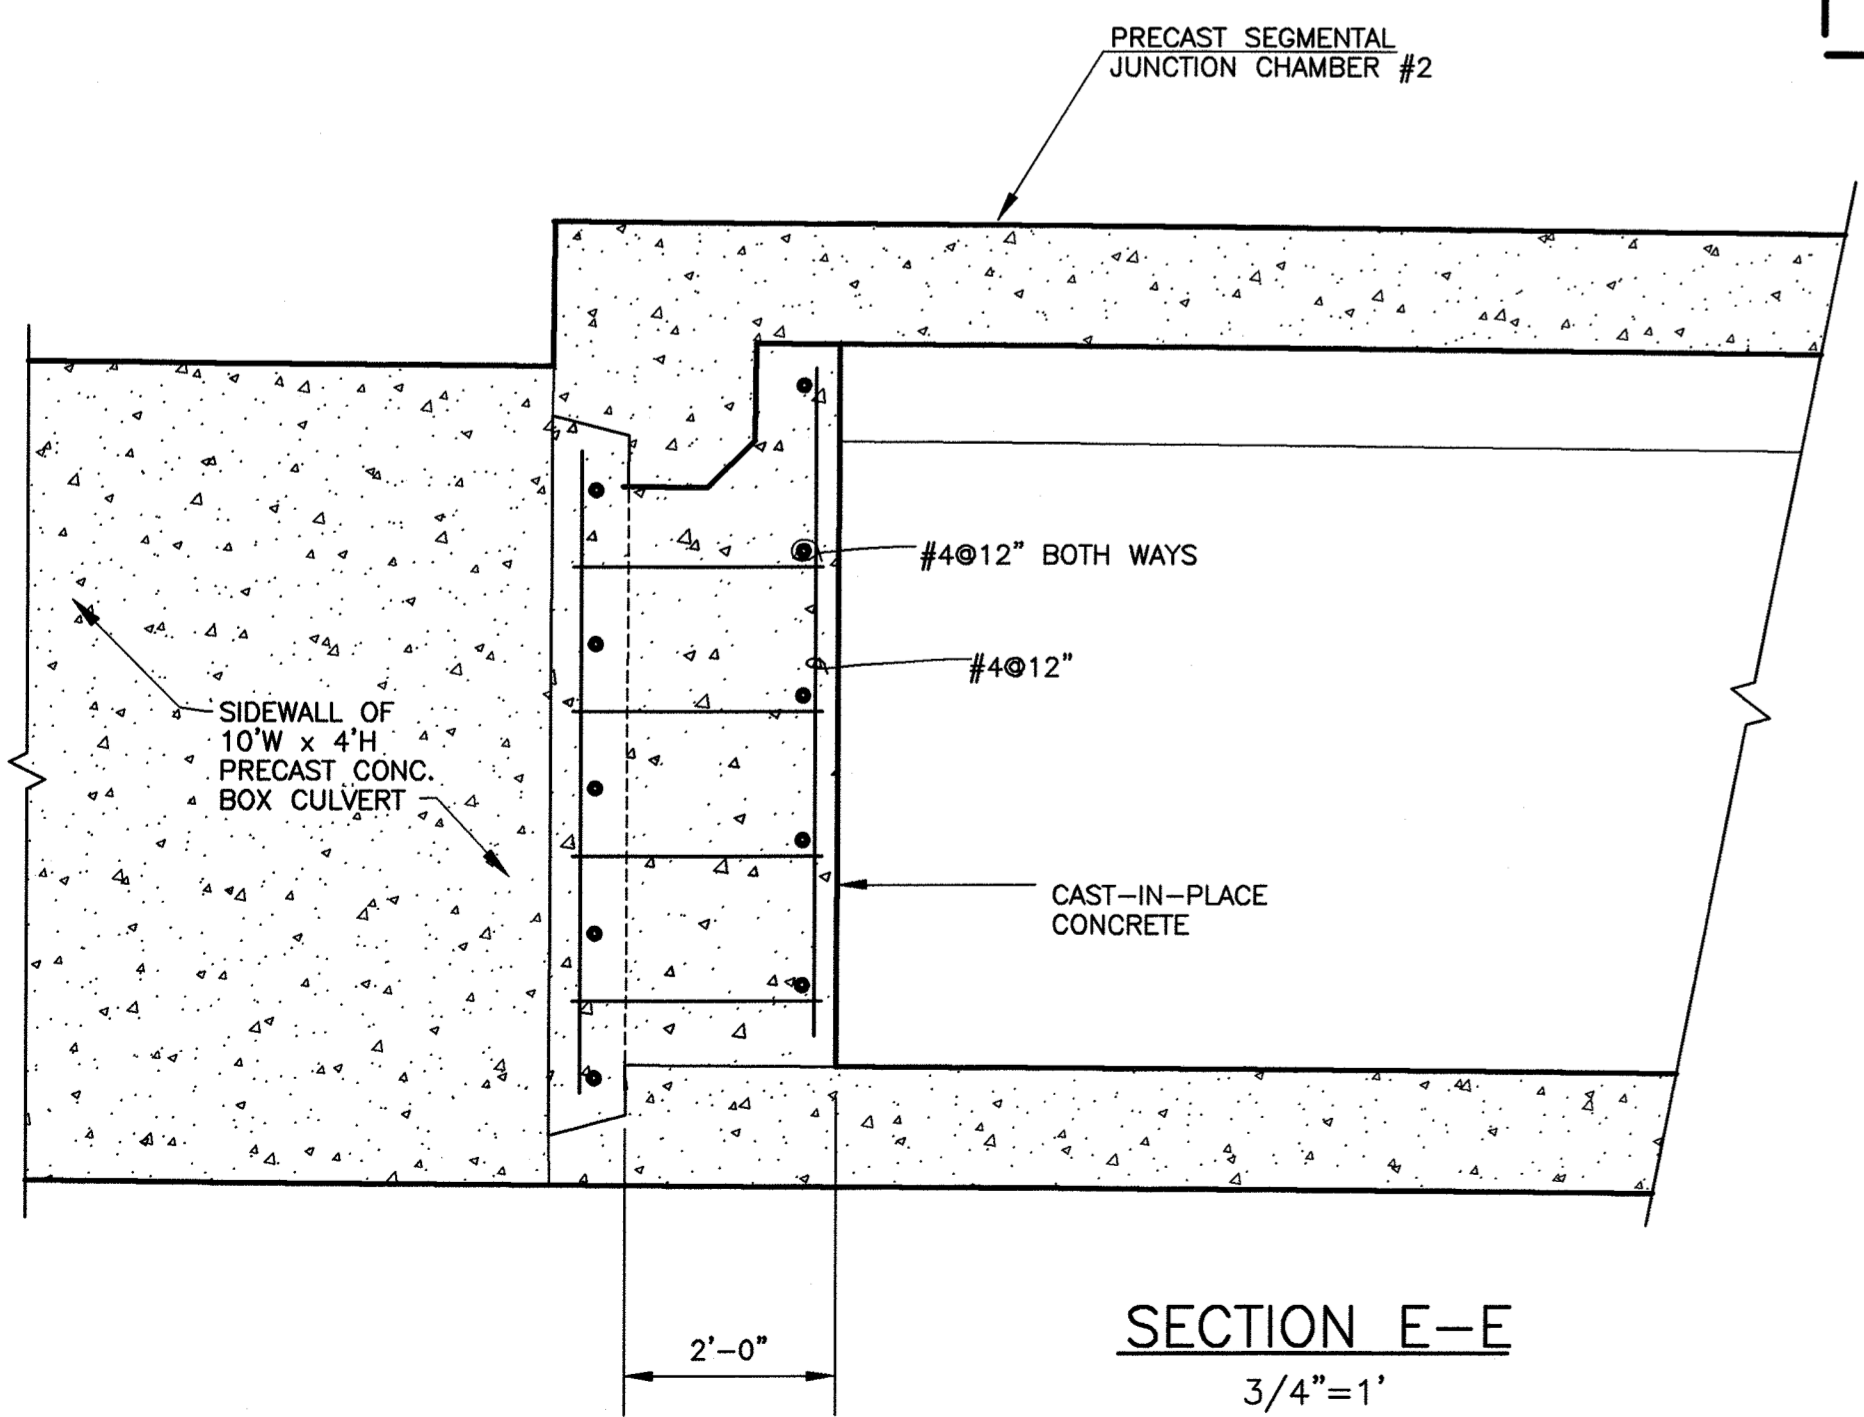 PRECAST SEGMENTAL
JUNCTION CHAMBER #2
#4@12" BOTH WAYS
#4@12"
SIDEWALL OF
10'W x 4'H
PRECAST CONC.
BOX CULVERT
CAST-IN-PLACE
CONCRETE
2'-0"
SECTION E-E
3/4"=1'